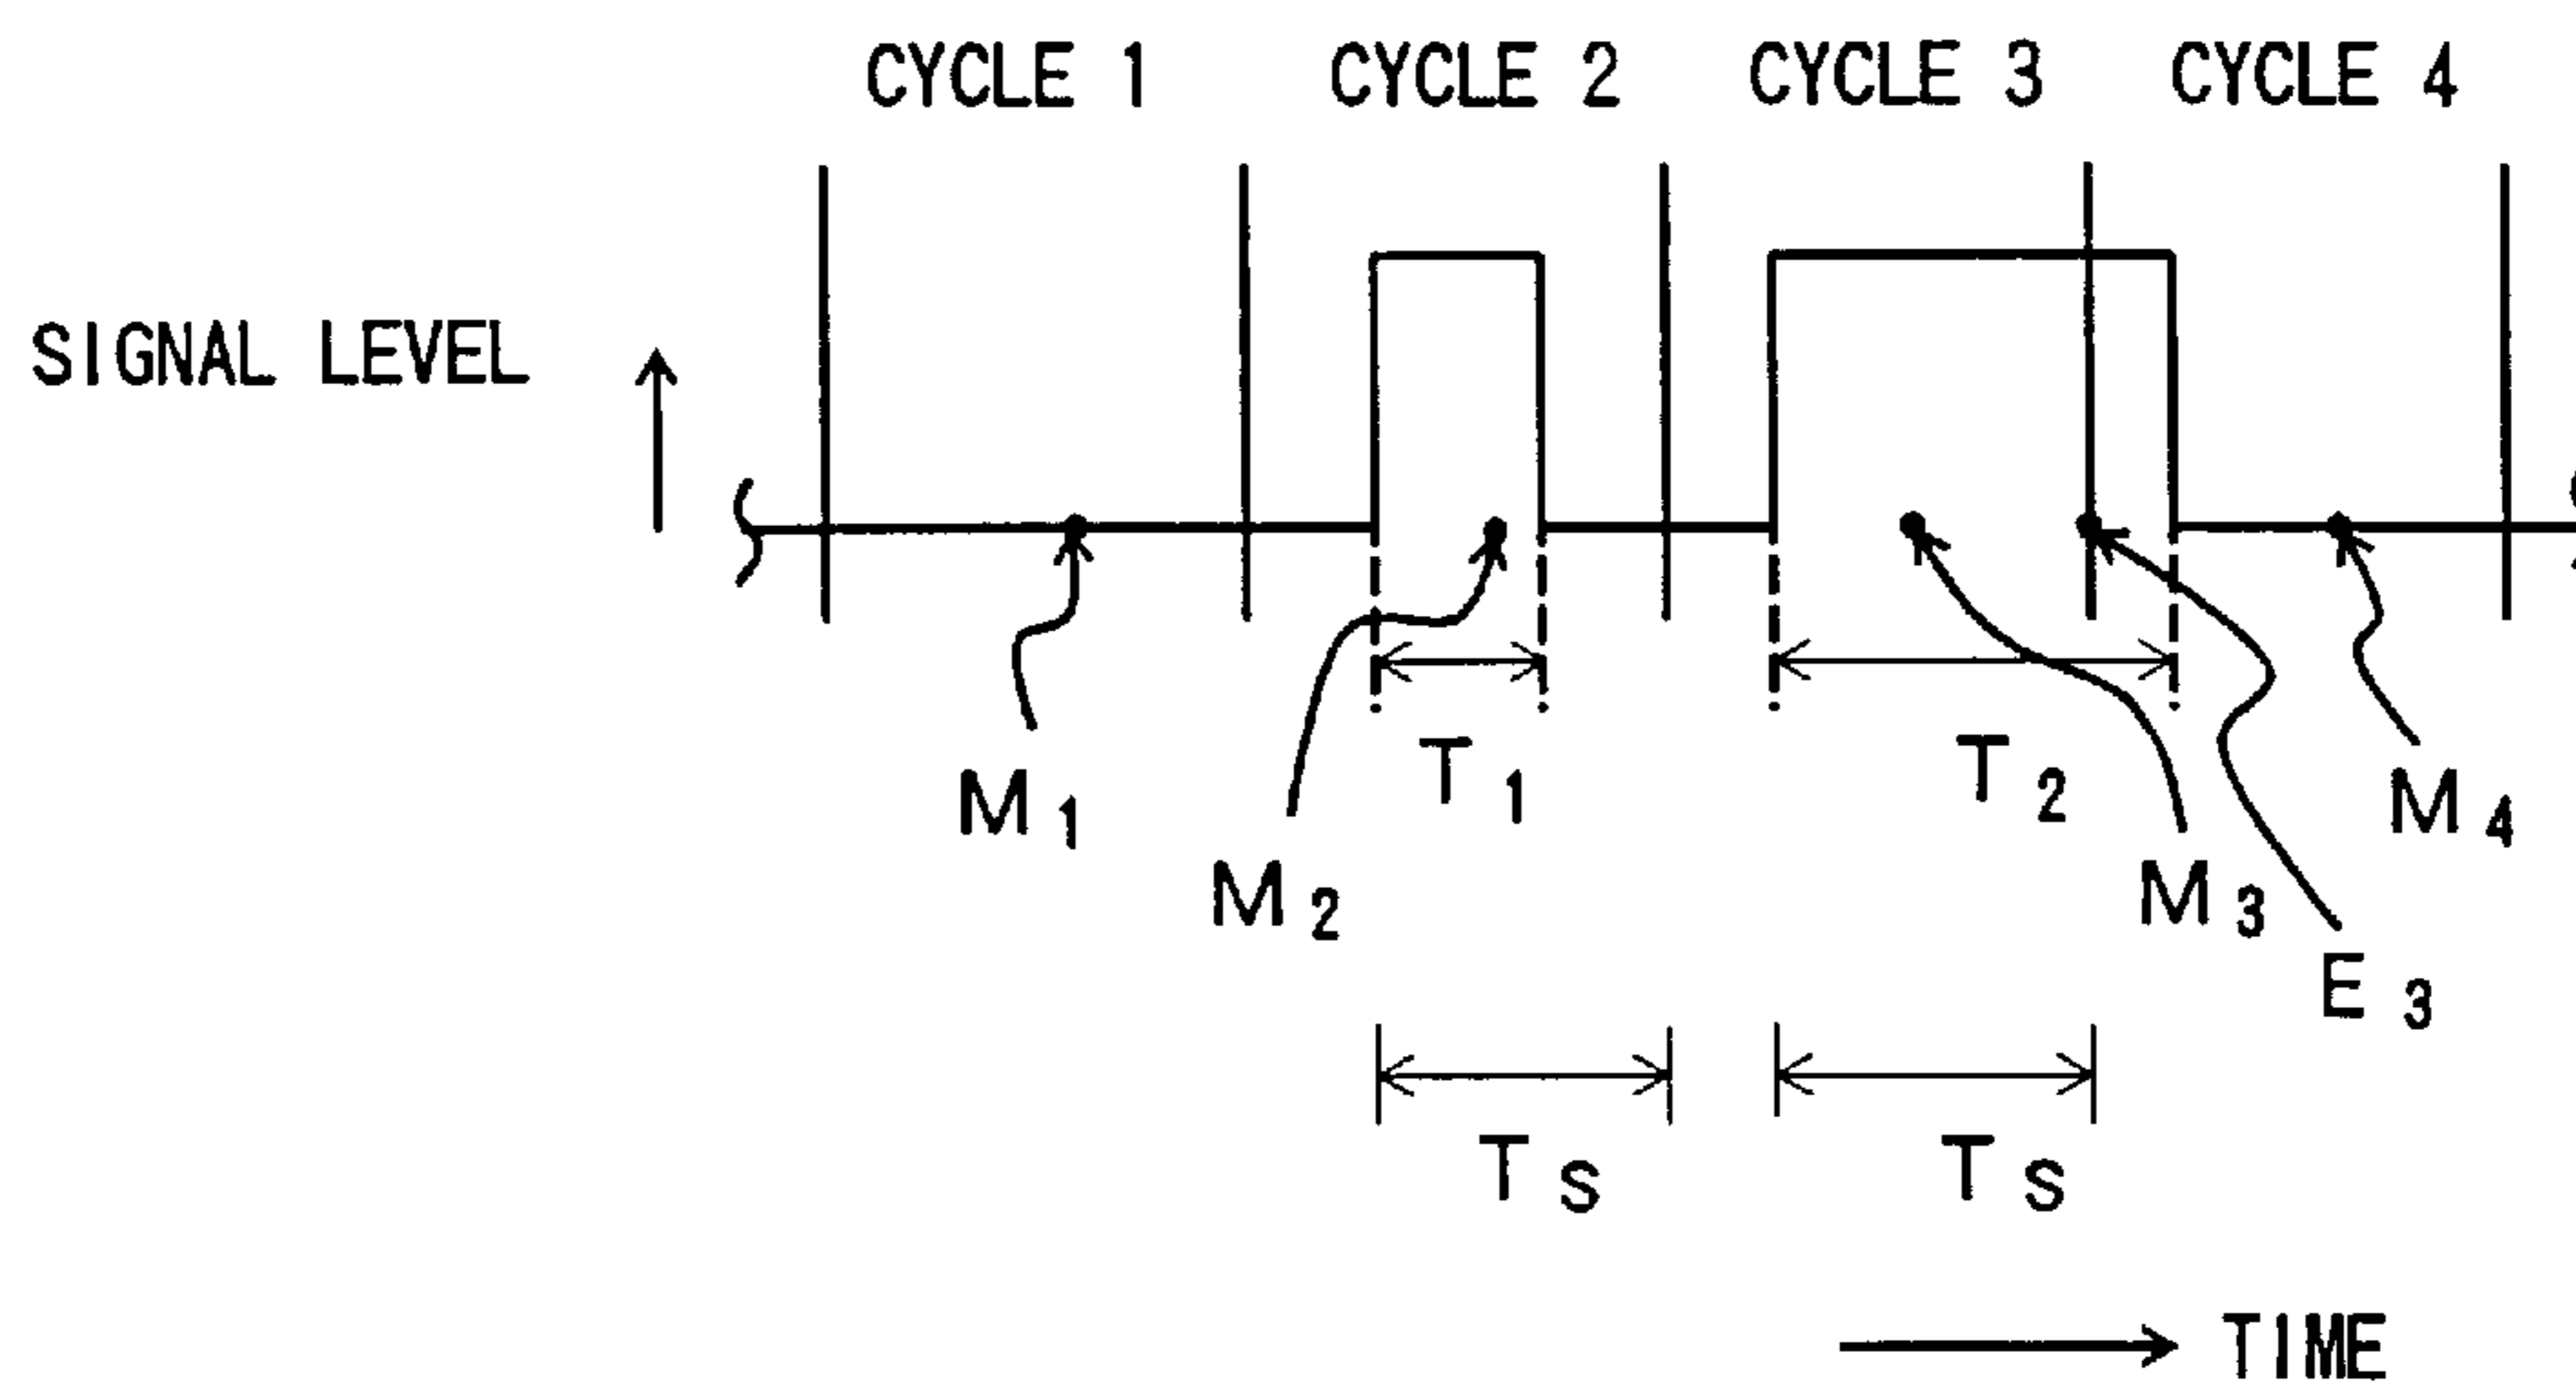 CYCLE 1 CYCLE 2 CYCLE 3 CYCLE 4
SIGNAL LEVEL
T1 T2
M1 M4
M2 M3
E3
TS TS
TIME